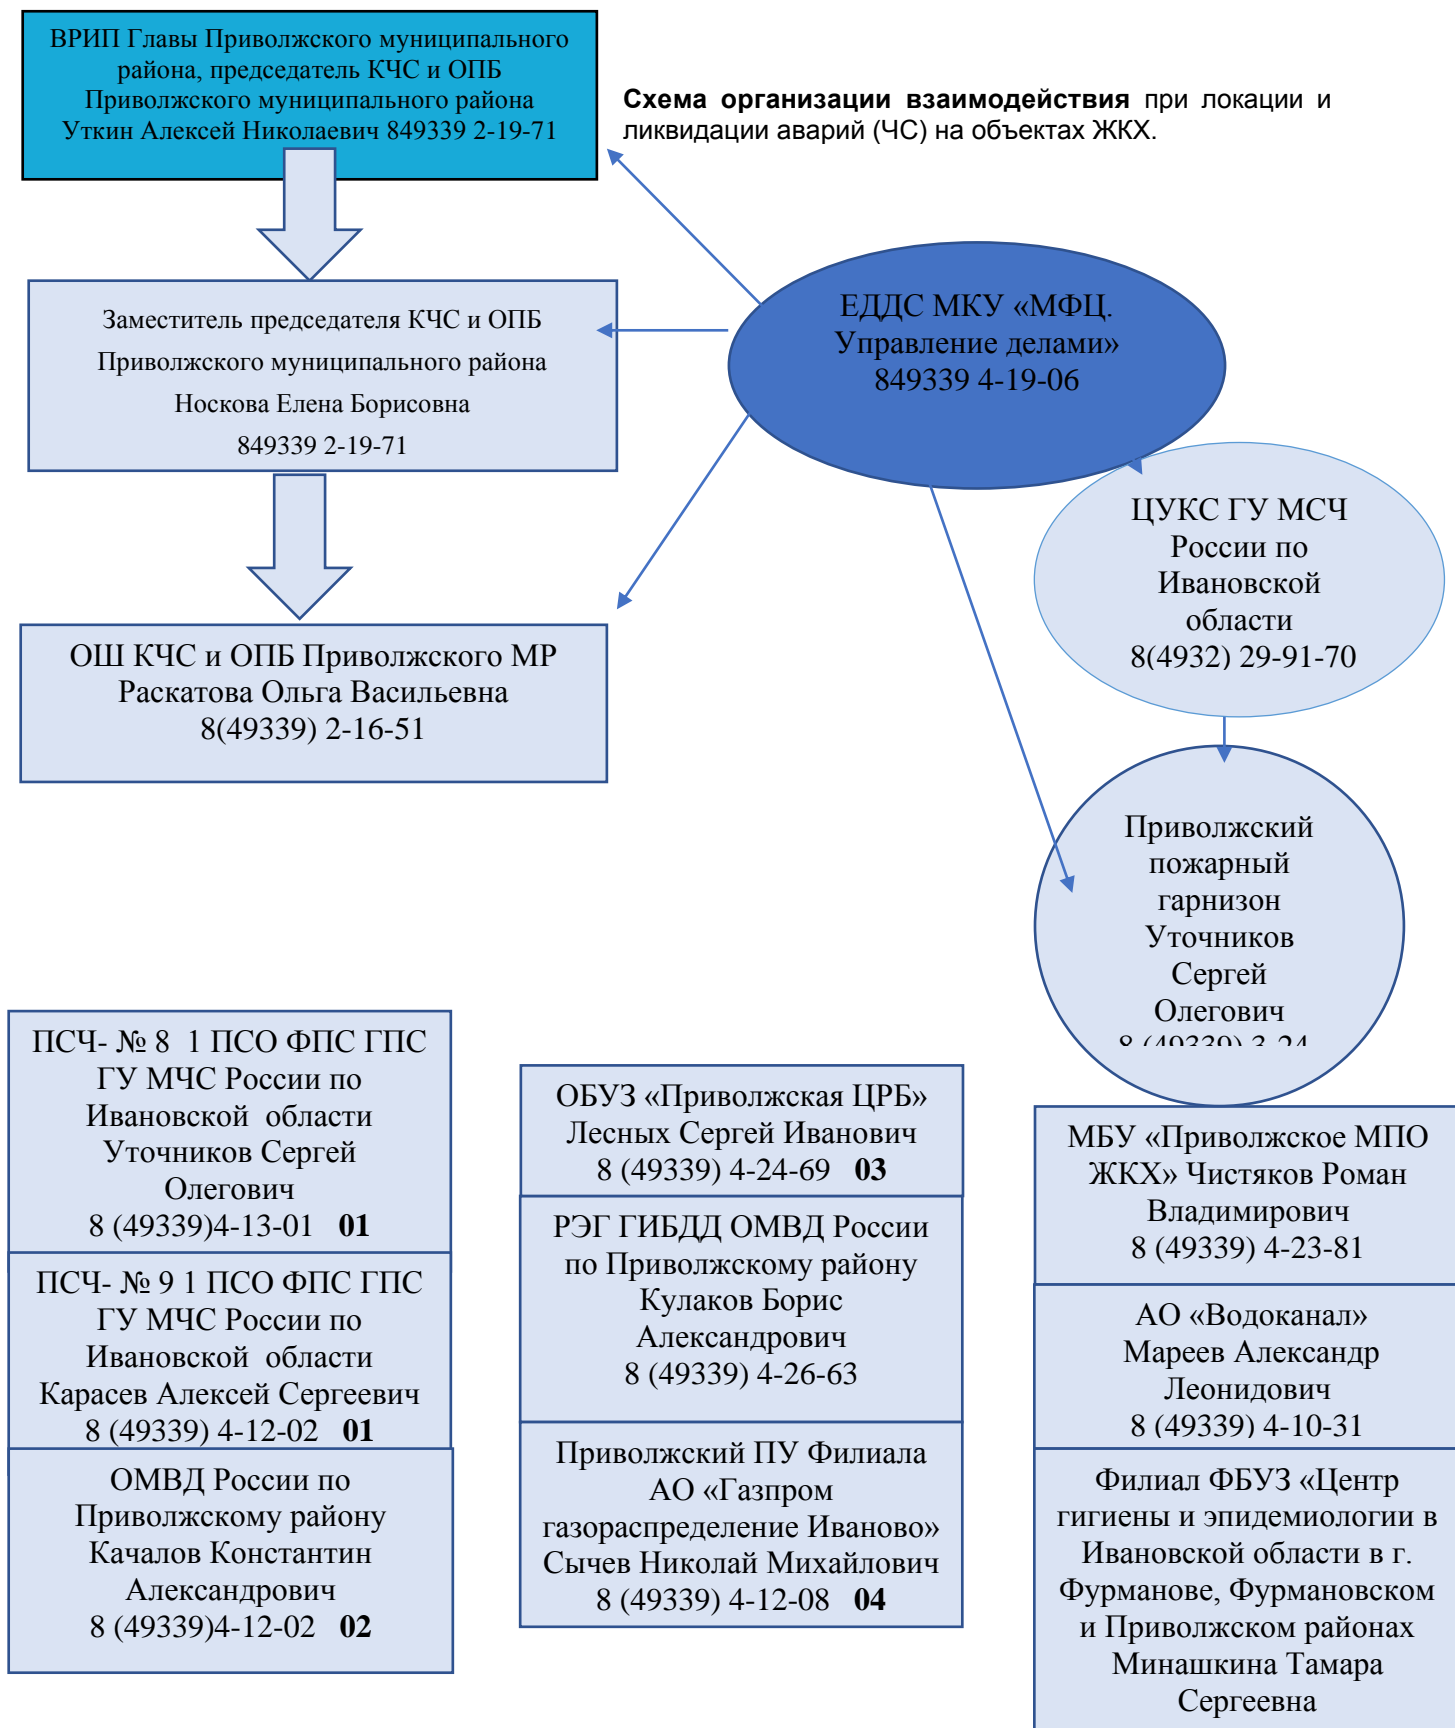 ВРИП Главы Приволжского муниципального
района, председатель КЧС и ОПБ
Приволжского муниципального района
Уткин Алексей Николаевич 849339 2-19-71
Схема организации взаимодействия при локации и
ликвидации аварий (ЧС) на объектах ЖКХ.
Заместитель председателя КЧС и ОПБ
Приволжского муниципального района
Носкова Елена Борисовна
849339 2-19-71
ЕДДС МКУ «МФЦ.
Управление делами»
849339 4-19-06
ЦУКС ГУ МСЧ
России по
Ивановской
области
8(4932) 29-91-70
ОШ КЧС и ОПБ Приволжского МР
Раскатова Ольга Васильевна
8(49339) 2-16-51
Приволжский
пожарный
гарнизон
Уточников
Сергей
Олегович
8 (49339) 3-24
ПСЧ- № 8 1 ПСО ФПС ГПС
ГУ МЧС России по
Ивановской области
Уточников Сергей
Олегович
8 (49339)4-13-01 01
ПСЧ- № 9 1 ПСО ФПС ГПС
ГУ МЧС России по
Ивановской области
Карасев Алексей Сергеевич
8 (49339) 4-12-02 01
ОМВД России по
Приволжскому району
Качалов Константин
Александрович
8 (49339)4-12-02 02
ОБУЗ «Приволжская ЦРБ»
Лесных Сергей Иванович
8 (49339) 4-24-69 03
РЭГ ГИБДД ОМВД России
по Приволжскому району
Кулаков Борис
Александрович
8 (49339) 4-26-63
Приволжский ПУ Филиала
АО «Газпром
газораспределение Иваново»
Сычев Николай Михайлович
8 (49339) 4-12-08 04
МБУ «Приволжское МПО
ЖКХ» Чистяков Роман
Владимирович
8 (49339) 4-23-81
АО «Водоканал»
Мареев Александр
Леонидович
8 (49339) 4-10-31
Филиал ФБУЗ «Центр
гигиены и эпидемиологии в
Ивановской области в г.
Фурманове, Фурмановском
и Приволжском районах
Минашкина Тамара
Сергеевна